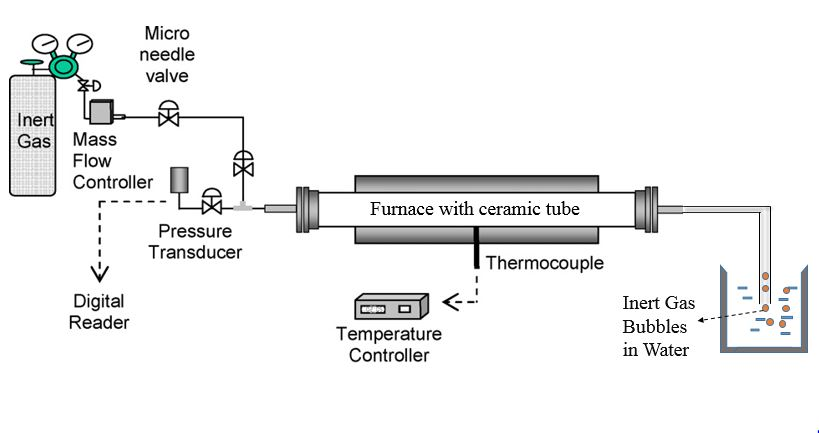 Micro
needle
valve
Inert
Gas
Mass
Flow
Controller
Pressure
Transducer
Digital
Reader
Furnace with ceramic tube
Thermocouple
Temperature
Controller
Inert Gas
Bubbles
in Water